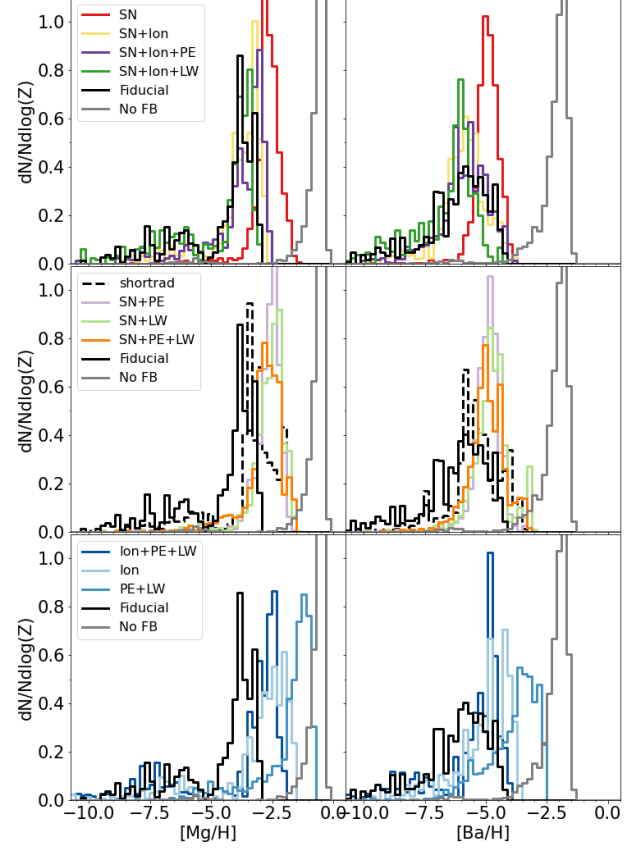 1.0
0.8
0.6
0.4
0.2
0.0
dN/Ndlog(Z)
SN
SN+Ion
SN+Ion+PE
SN+Ion+LW
Fiducial
No FB
1.0
0.8
0.6
0.4
0.2
0.0
dN/Ndlog(Z)
shortrad
SN+PE
SN+LW
SN+PE+LW
Fiducial
No FB
1.0
0.8
0.6
0.4
0.2
0.0
dN/Ndlog(Z)
Ion+PE+LW
Ion
PE+LW
Fiducial
No FB
−10.0 −7.5 −5.0 −2.5 0.0
−10.0 −7.5 −5.0 −2.5 0.0
[Mg/H]
[Ba/H]